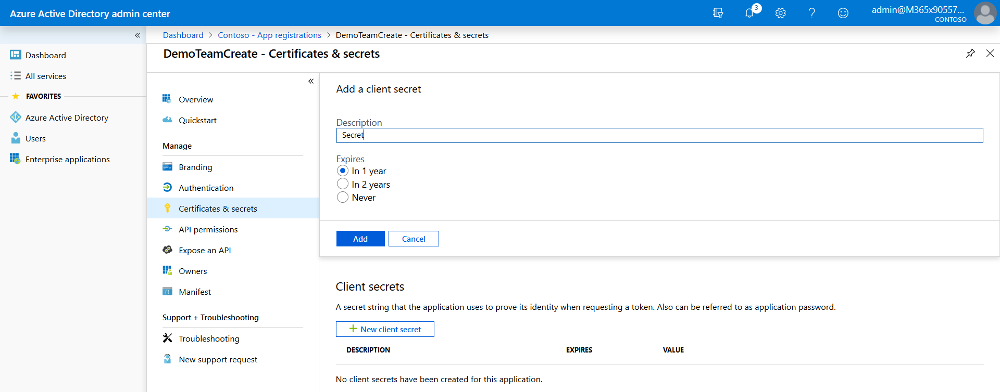 Azure Active Directory admin center
3
admin@M365x90557...
CONTOSO
Dashboard
All services
FAVORITES
Azure Active Directory
Users
Enterprise applications
Dashboard > Contoso - App registrations > DemoTeamCreate - Certificates & secrets
DemoTeamCreate - Certificates & secrets
Overview
Quickstart
Manage
Branding
Authentication
Certificates & secrets
API permissions
Expose an API
Owners
Manifest
Support + Troubleshooting
Troubleshooting
New support request
Add a client secret
Description
Secret
Expires
In 1 year
In 2 years
Never
Add Cancel
Client secrets
A secret string that the application uses to prove its identity when requesting a token. Also can be referred to as application password.
New client secret
DESCRIPTION EXPIRES VALUE
No client secrets have been created for this application.